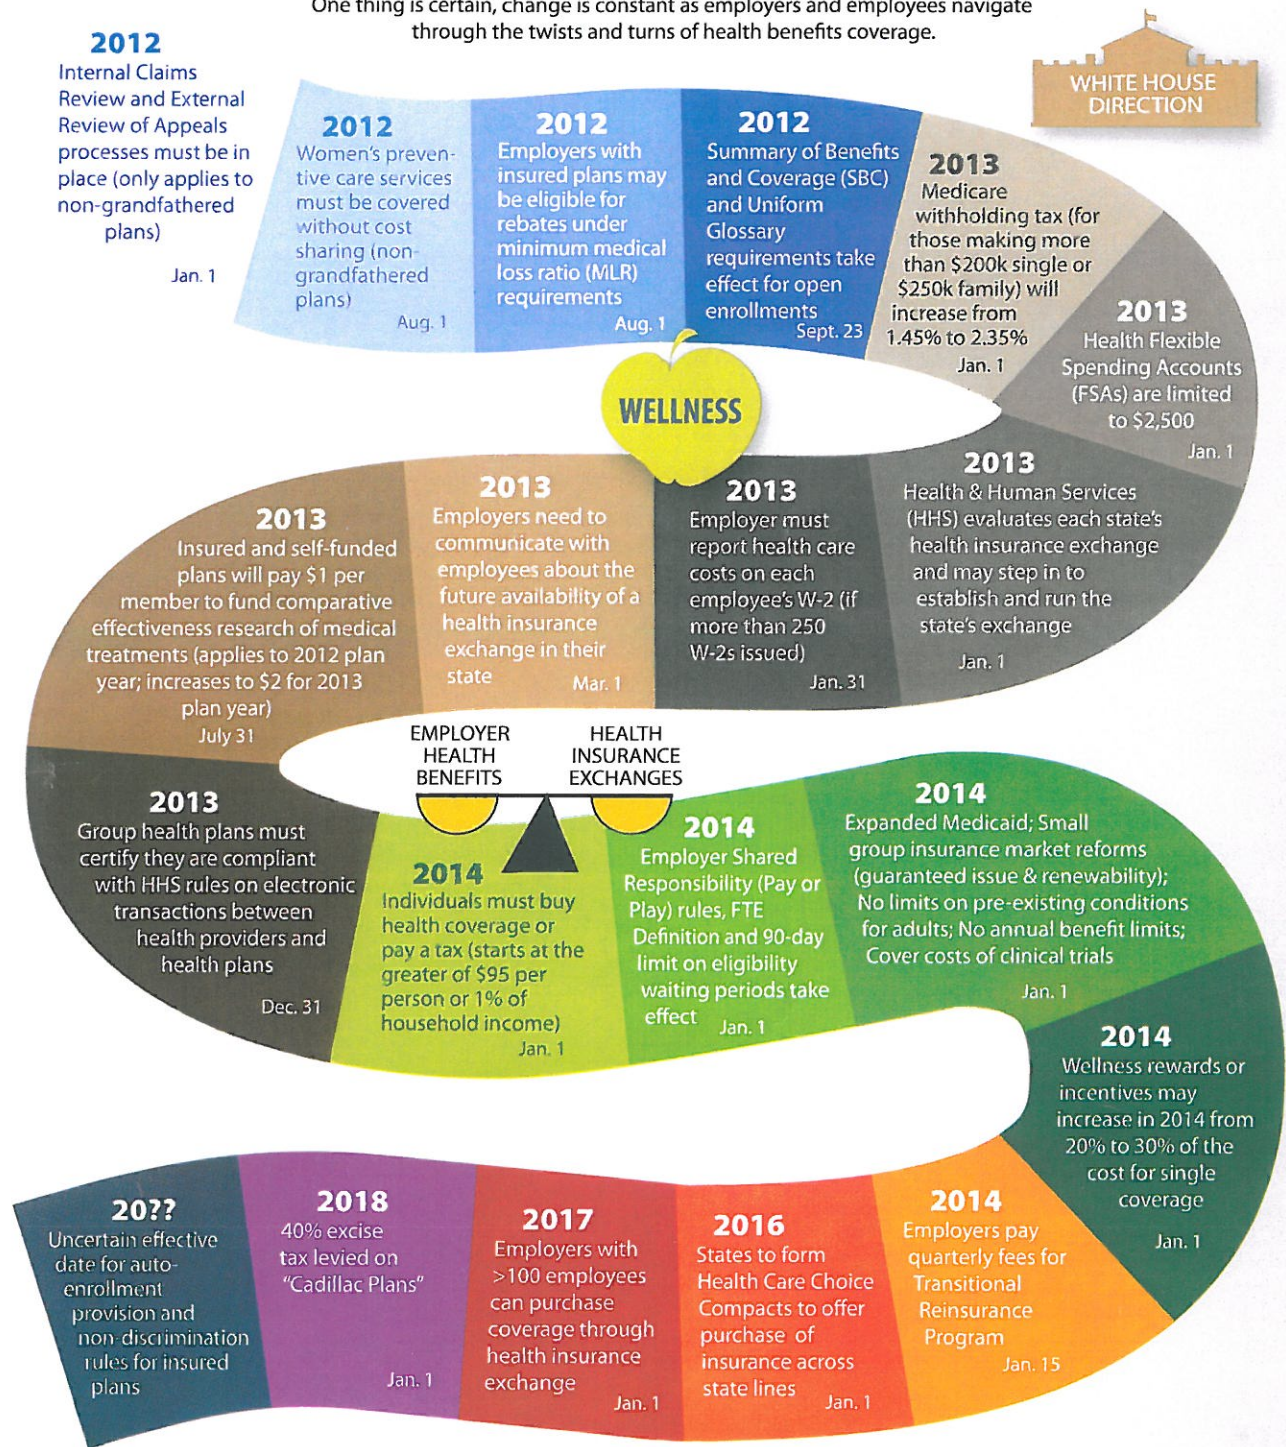 One thing is certain, change is constant as employers and employees navigate
through the twists and turns of health benefits coverage.
WHITE HOUSE
DIRECTION
2012
Internal Claims
Review and External
Review of Appeals
processes must be in
place (only applies to
non-grandfathered
plans)
Jan. 1
2012
Women's preven-
tive care services
must be covered
without cost
sharing (non-
grandfathered
plans)
Aug. 1
2012
Employers with
insured plans may
be eligible for
rebates under
minimum medical
loss ratio (MLR)
requirements
Aug. 1
2012
Summary of Benefits
and Coverage (SBC)
and Uniform
Glossary
requirements take
effect for open
enrollments
Sept. 23
2013
Medicare
withholding tax (for
those making more
than $200k single or
$250k family) will
increase from
1.45% to 2.35%
Jan. 1
2013
Health Flexible
Spending Accounts
(FSAs) are limited
to $2,500
Jan. 1
WELLNESS
2013
Health & Human Services
(HHS) evaluates each state's
health insurance exchange
and may step in to
establish and run the
state's exchange
Jan. 1
2013
Employer must
report health care
costs on each
employee's W-2 (if
more than 250
W-2s issued)
Jan. 31
2013
Employers need to
communicate with
employees about the
future availability of a
health insurance
exchange in their
state
Mar. 1
2013
Insured and self-funded
plans will pay $1 per
member to fund comparative
effectiveness research of medical
treatments (applies to 2012 plan
year; increases to $2 for 2013
plan year)
July 31
EMPLOYER
HEALTH
BENEFITS
HEALTH
INSURANCE
EXCHANGES
2013
Group health plans must
certify they are compliant
with HHS rules on electronic
transactions between
health providers and
health plans
Dec. 31
2014
Individuals must buy
health coverage or
pay a tax (starts at the
greater of $95 per
person or 1% of
household income)
Jan. 1
2014
Employer Shared
Responsibility (Pay or
Play) rules, FTE
Definition and 90-day
limit on eligibility
waiting periods take
effect
Jan. 1
2014
Expanded Medicaid; Small
group insurance market reforms
(guaranteed issue & renewability);
No limits on pre-existing conditions
for adults; No annual benefit limits;
Cover costs of clinical trials
Jan. 1
2014
Wellness rewards or
incentives may
increase in 2014 from
20% to 30% of the
cost for single
coverage
Jan. 1
2014
Employers pay
quarterly fees for
Transitional
Reinsurance
Program
Jan. 15
2016
States to form
Health Care Choice
Compacts to offer
purchase of
insurance across
state lines
Jan. 1
2017
Employers with
>100 employees
can purchase
coverage through
health insurance
exchange
Jan. 1
2018
40% excise
tax levied on
"Cadillac Plans"
Jan. 1
20??
Uncertain effective
date for auto-
enrollment
provision and
non-discrimination
rules for insured
plans